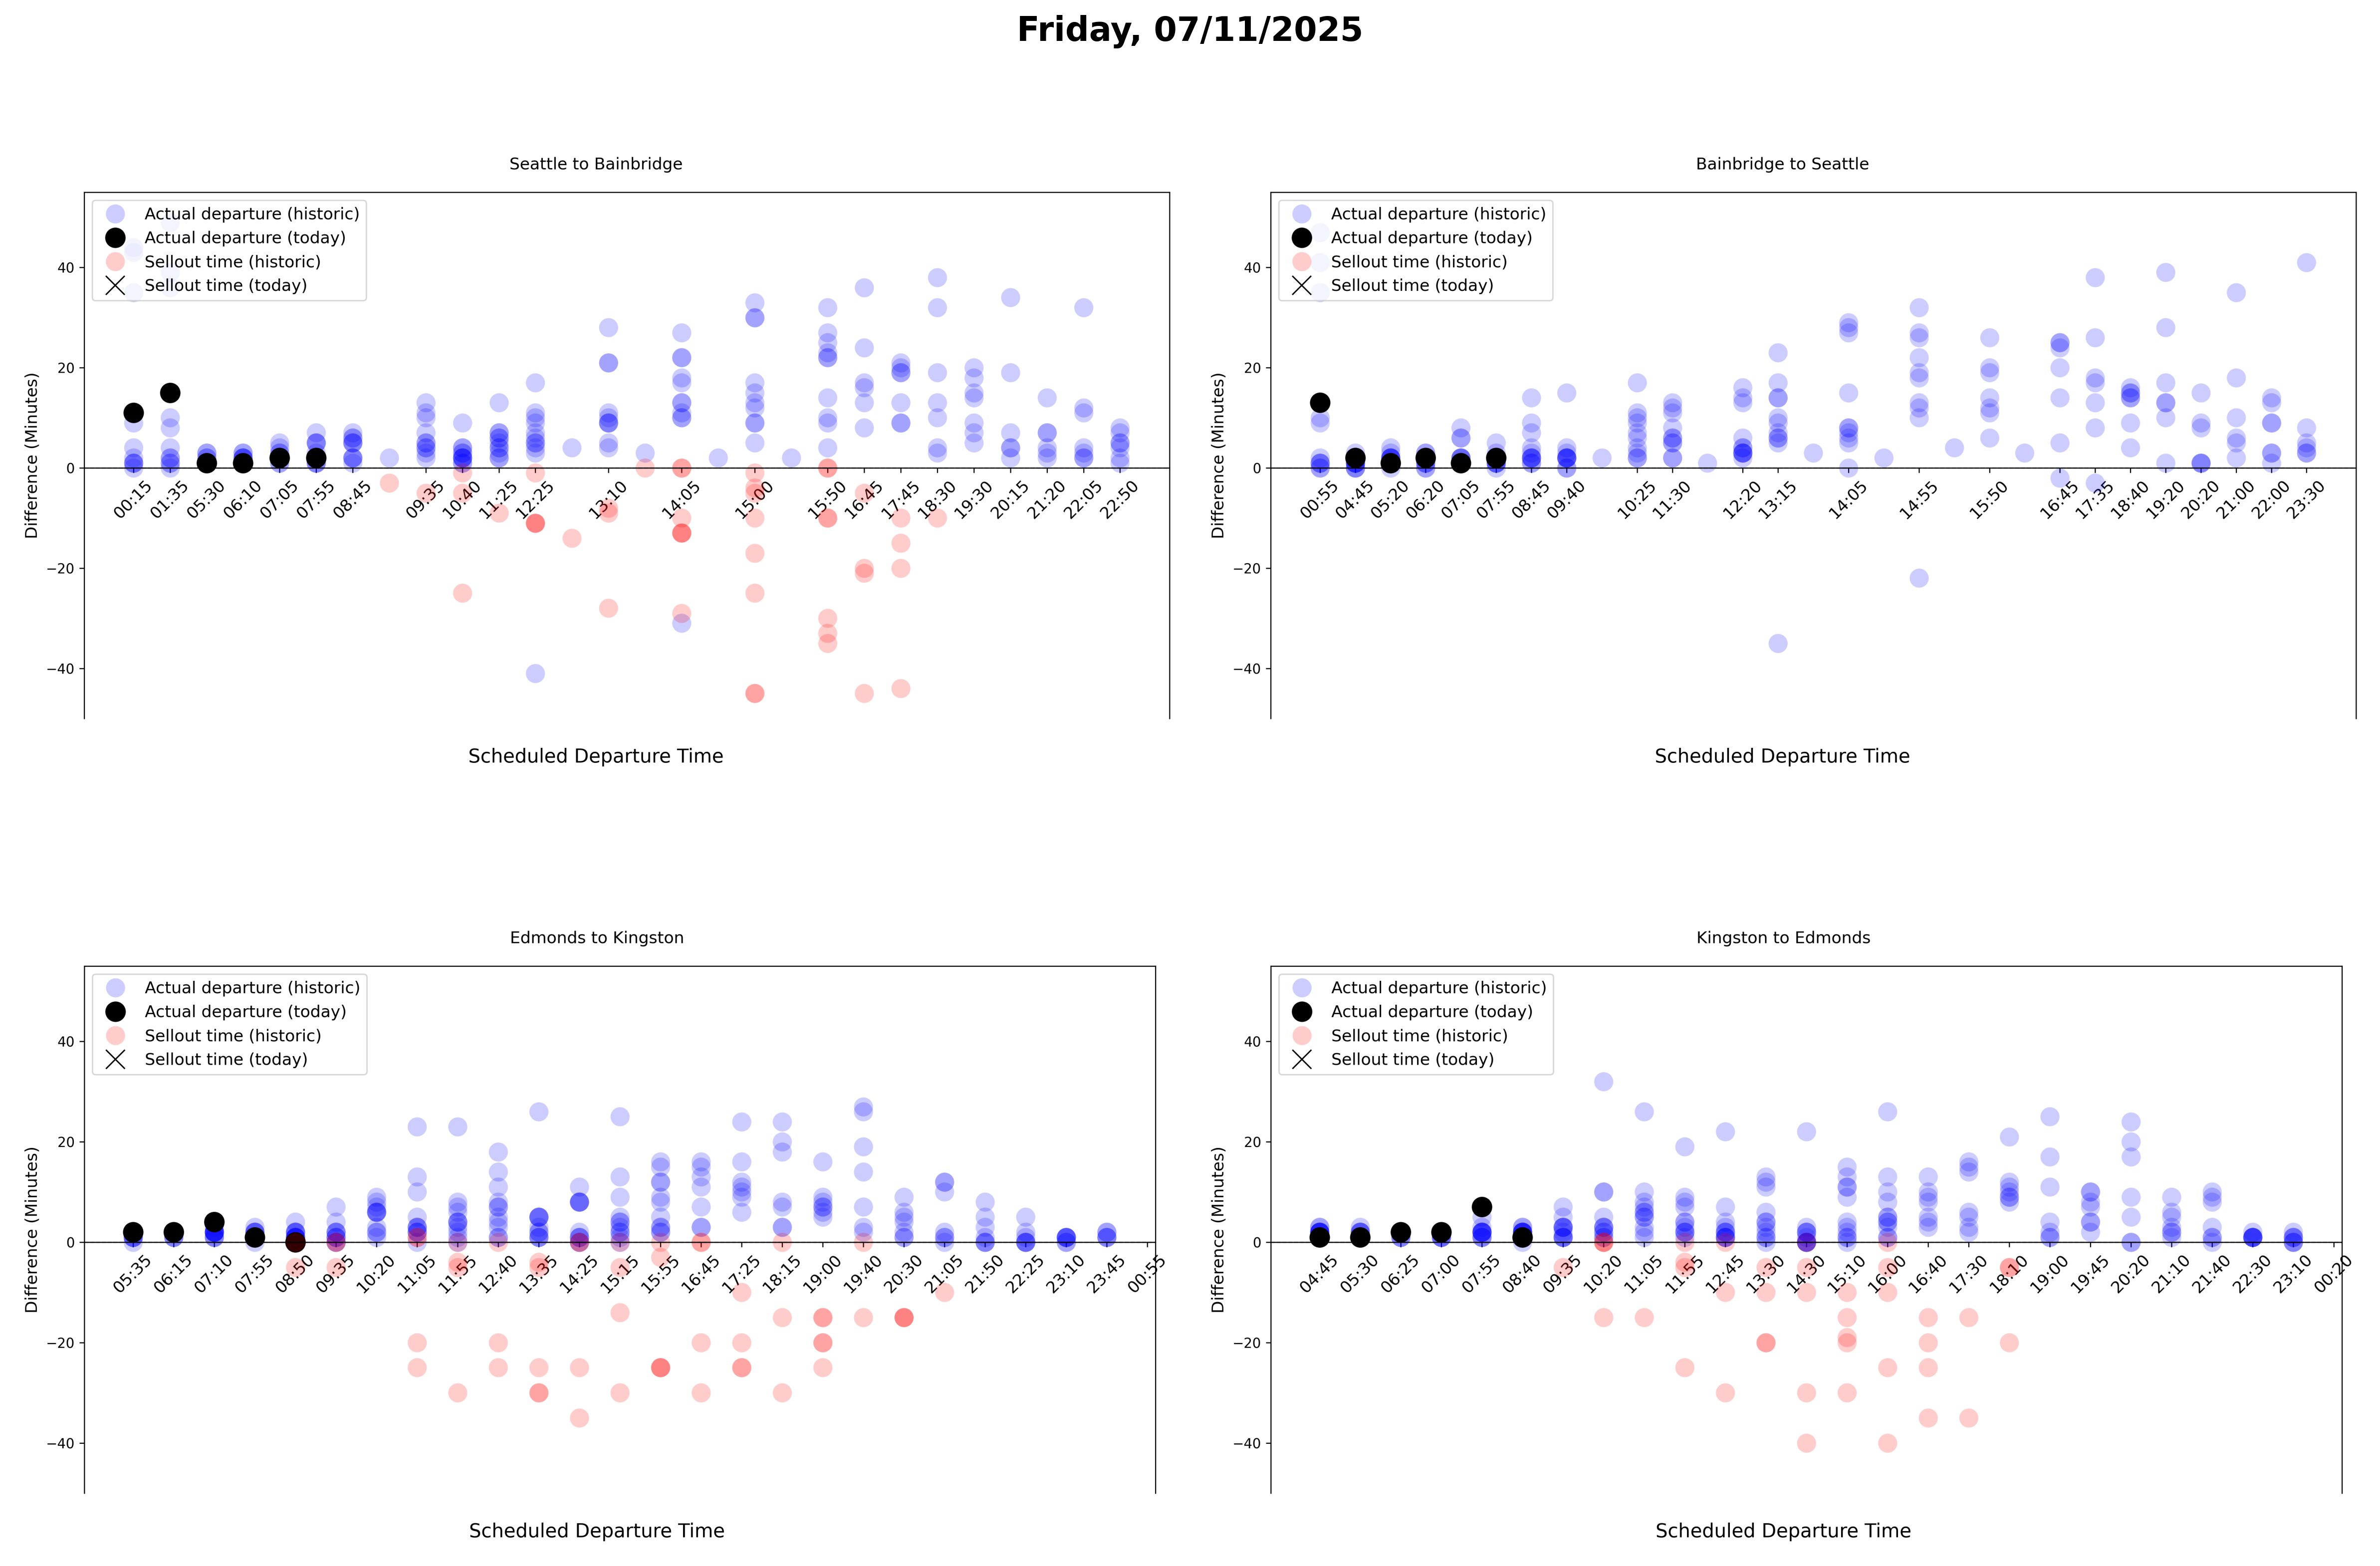 Friday, 07/11/2025
Seattle to Bainbridge
Actual departure (historic)
Actual departure (today)
Sellout time (historic)
Sellout time (today)
Difference (Minutes)
40
20
0
−20
−40
00:15 01:35 05:30 06:10 07:05 07:55 08:45 09:35 10:40 11:25 12:25 13:10 14:05 15:00 15:50 16:45 17:45 18:30 19:30 20:15 21:20 22:05 22:50
Scheduled Departure Time
Bainbridge to Seattle
Actual departure (historic)
Actual departure (today)
Sellout time (historic)
Sellout time (today)
Difference (Minutes)
40
20
0
−20
−40
00:55 04:45 05:20 06:20 07:05 07:55 08:45 09:40 10:25 11:30 12:20 13:15 14:05 14:55 15:50 16:45 17:35 18:40 19:20 20:20 21:00 22:00 23:30
Scheduled Departure Time
Edmonds to Kingston
Actual departure (historic)
Actual departure (today)
Sellout time (historic)
Sellout time (today)
Difference (Minutes)
40
20
0
−20
−40
05:35 06:15 07:10 07:55 08:50 09:35 10:20 11:05 11:55 12:40 13:35 14:25 15:15 15:55 16:45 17:25 18:15 19:00 19:40 20:30 21:05 21:50 22:25 23:10 23:45 00:55
Scheduled Departure Time
Kingston to Edmonds
Actual departure (historic)
Actual departure (today)
Sellout time (historic)
Sellout time (today)
Difference (Minutes)
40
20
0
−20
−40
04:45 05:30 06:25 07:00 07:55 08:40 09:35 10:20 11:05 11:55 12:45 13:30 14:30 15:10 16:00 16:40 17:30 18:10 19:00 19:45 20:20 21:10 21:40 22:30 23:10 00:20
Scheduled Departure Time